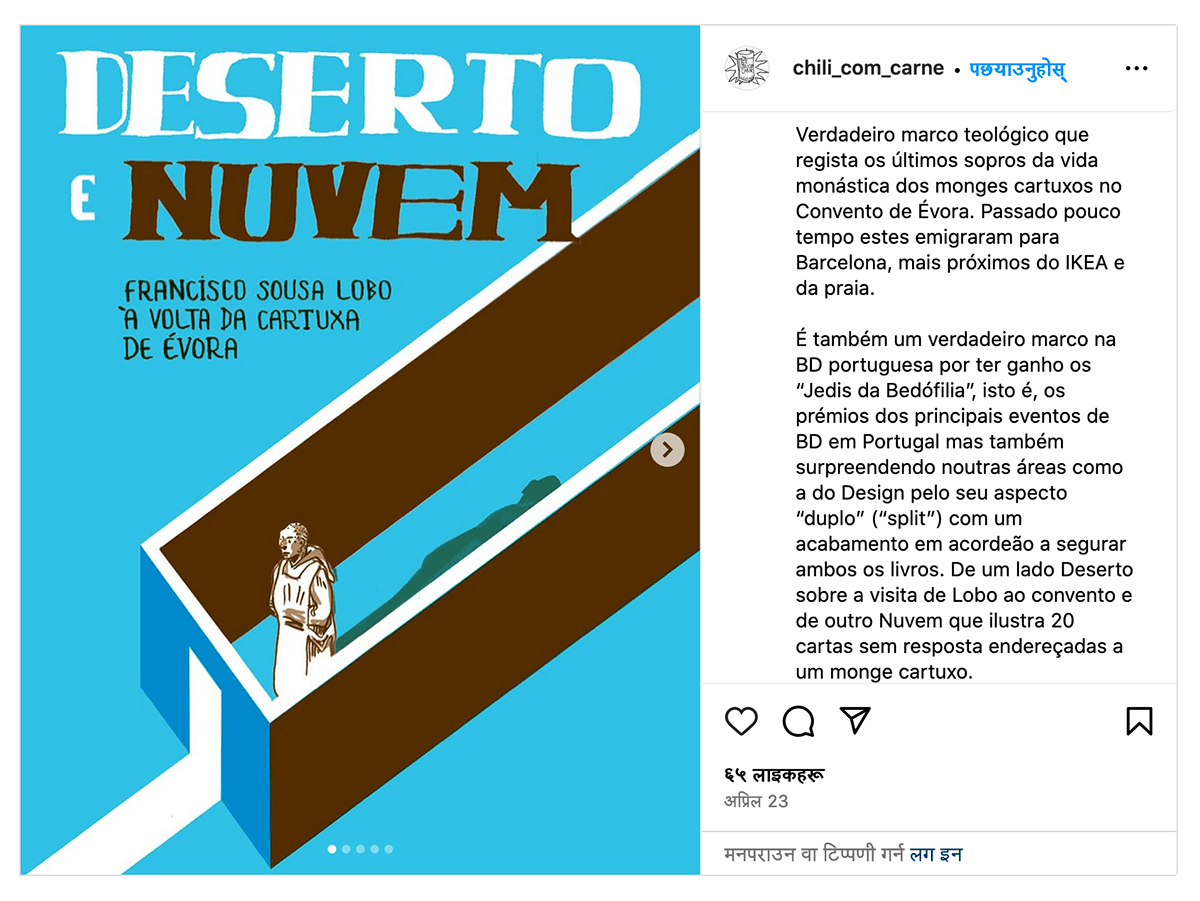 DESERTO
E NUVEM
FRANCISCO SOUSA LOBO
À VOLTA DA CARTUXA
DE ÉVORA
chili_com_carne • पछ्याउनुहोस्
Verdadeiro marco teológico que
regista os últimos sopros da vida
monástica dos monges cartuxos no
Convento de Évora. Passado pouco
tempo estes emigraram para
Barcelona, mais próximos do IKEA e
da praia.
É também um verdadeiro marco na
BD portuguesa por ter ganho os
“Jedis da Bedófilia”, isto é, os
prémios dos principais eventos de
BD em Portugal mas também
surpreendendo noutras áreas como
a do Design pelo seu aspecto
“duplo” (“split”) com um
acabamento em acordeão a segurar
ambos os livros. De um lado Deserto
sobre a visita de Lobo ao convento e
de outro Nuvem que ilustra 20
cartas sem resposta endereçadas a
um monge cartuxo.
६५ लाइकहरू
अप्रिल 23
मनपराउन वा टिप्पणी गर्न लग इन